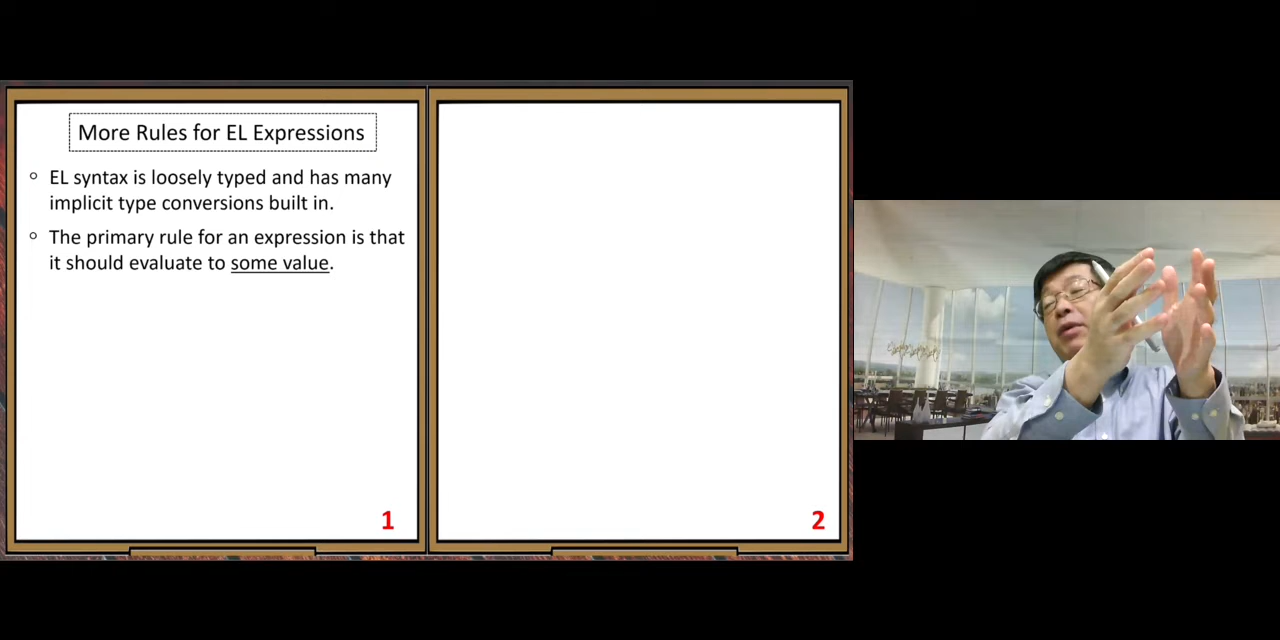 More Rules for EL Expressions
◦ EL syntax is loosely typed and has many
implicit type conversions built in.
◦ The primary rule for an expression is that
it should evaluate to some value.
1
2